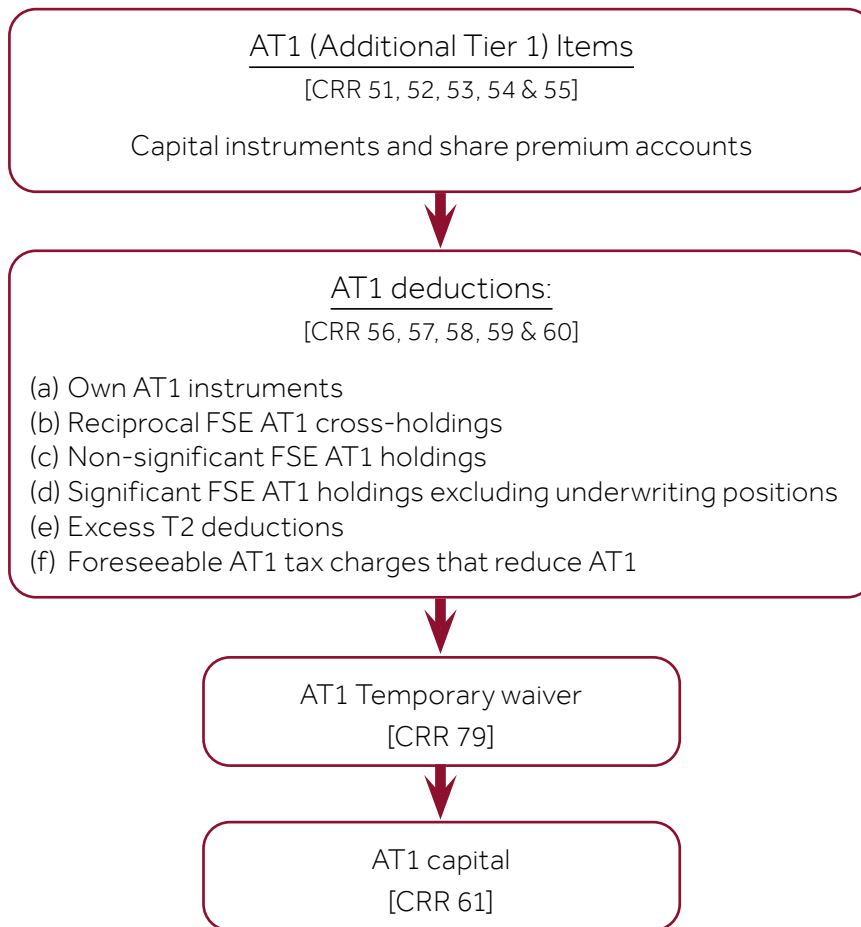 AT1 (Additional Tier 1) Items
[CRR 51, 52, 53, 54 & 55]
Capital instruments and share premium accounts
AT1 deductions:
[CRR 56, 57, 58, 59 & 60]
(a) Own AT1 instruments
(b) Reciprocal FSE AT1 cross-holdings
(c) Non-significant FSE AT1 holdings
(d) Significant FSE AT1 holdings excluding underwriting positions
(e) Excess T2 deductions
(f) Foreseeable AT1 tax charges that reduce AT1
AT1 Temporary waiver
[CRR 79]
AT1 capital
[CRR 61]